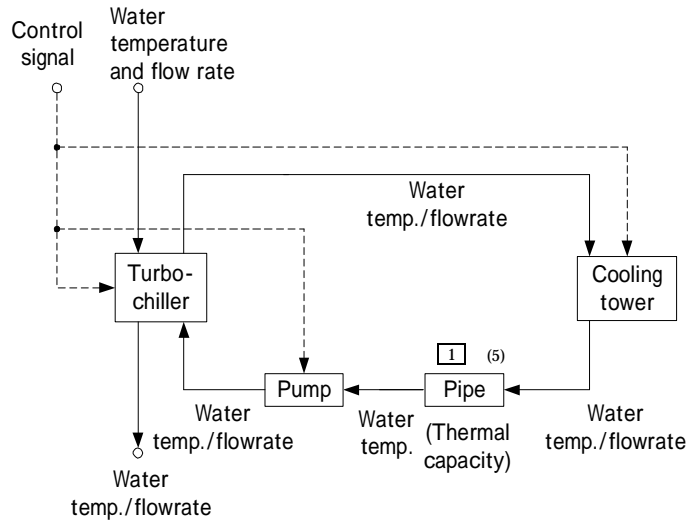 Control
signal
Water
temperature
and flow rate
Water
temp./flowrate
Turbo-
chiller
Cooling
tower
1 (5)
Pump
Pipe
Water
temp./flowrate
Water
temp.
(Thermal
capacity)
Water
temp./flowrate
Water
temp./flowrate